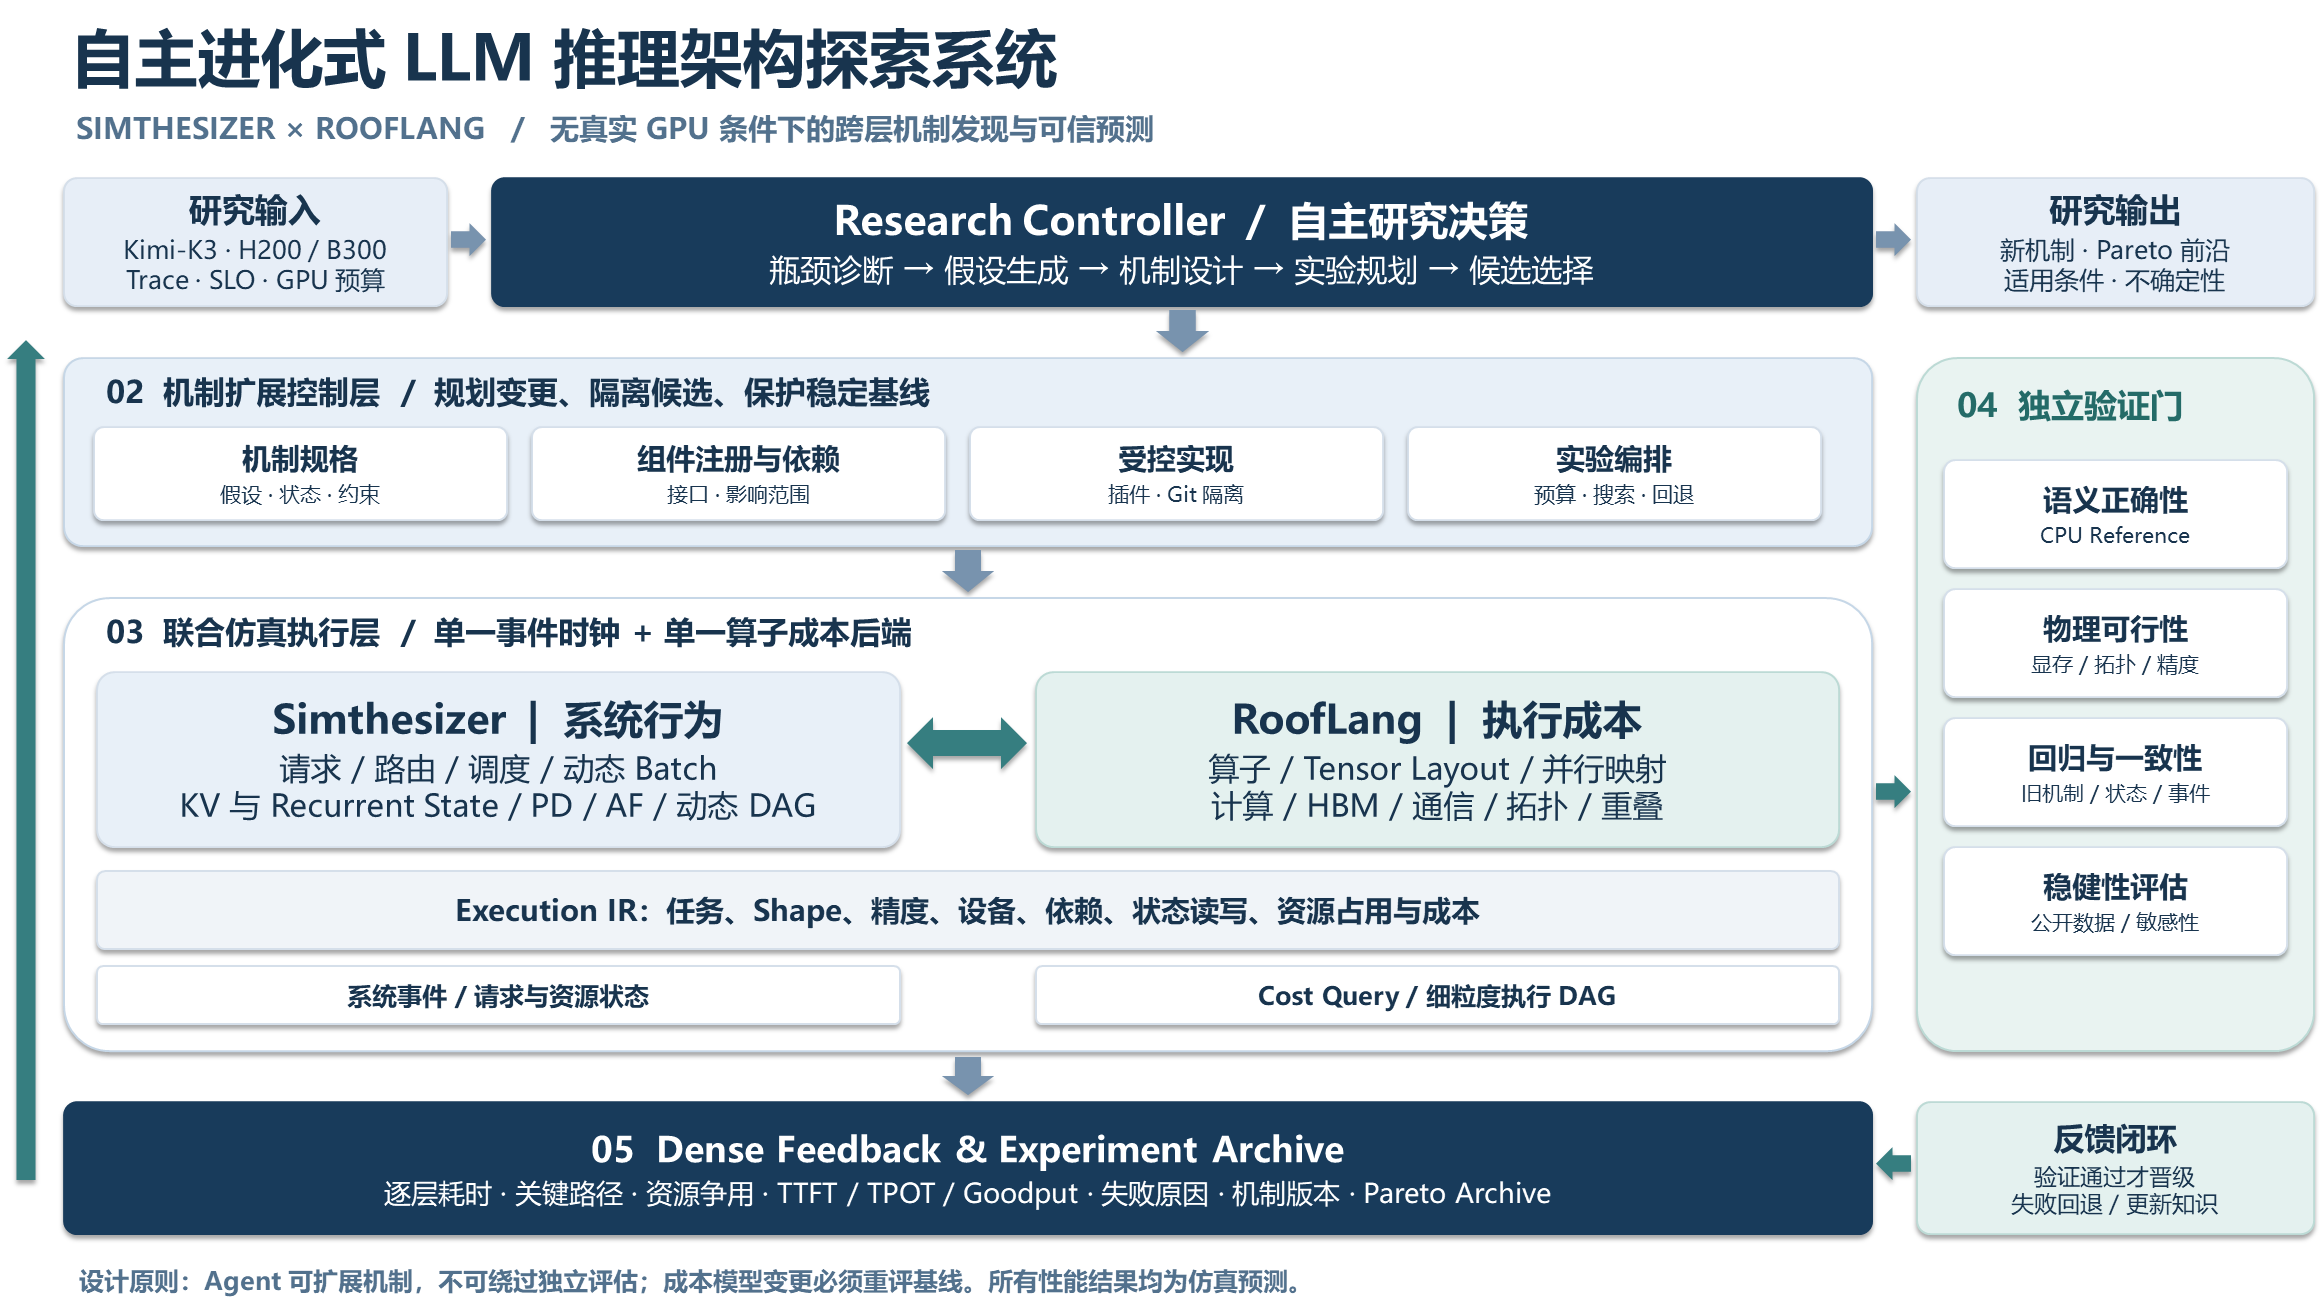 自主进化式 LLM 推理架构探索系统
SIMTHESIZER × ROOFLANG / 无真实 GPU 条件下的跨层机制发现与可信预测
研究输入
Kimi-K3 · H200 / B300
Trace · SLO · GPU 预算
Research Controller / 自主研究决策
瓶颈诊断 → 假设生成 → 机制设计 → 实验规划 → 候选选择
研究输出
新机制 · Pareto 前沿
适用条件 · 不确定性
02 机制扩展控制层 / 规划变更、隔离候选、保护稳定基线
机制规格
假设 · 状态 · 约束
组件注册与依赖
接口 · 影响范围
受控实现
插件 · Git 隔离
实验编排
预算 · 搜索 · 回退
03 联合仿真执行层 / 单一事件时钟 + 单一算子成本后端
Simthesizer | 系统行为
请求 / 路由 / 调度 / 动态 Batch
KV 与 Recurrent State / PD / AF / 动态 DAG
RoofLang | 执行成本
算子 / Tensor Layout / 并行映射
计算 / HBM / 通信 / 拓扑 / 重叠
Execution IR：任务、Shape、精度、设备、依赖、状态读写、资源占用与成本
系统事件 / 请求与资源状态
Cost Query / 细粒度执行 DAG
04 独立验证门
语义正确性
CPU Reference
物理可行性
显存 / 拓扑 / 精度
回归与一致性
旧机制 / 状态 / 事件
稳健性评估
公开数据 / 敏感性
05 Dense Feedback & Experiment Archive
逐层耗时 · 关键路径 · 资源争用 · TTFT / TPOT / Goodput · 失败原因 · 机制版本 · Pareto Archive
反馈闭环
验证通过才晋级
失败回退 / 更新知识
设计原则：Agent 可扩展机制，不可绕过独立评估；成本模型变更必须重评基线。所有性能结果均为仿真预测。